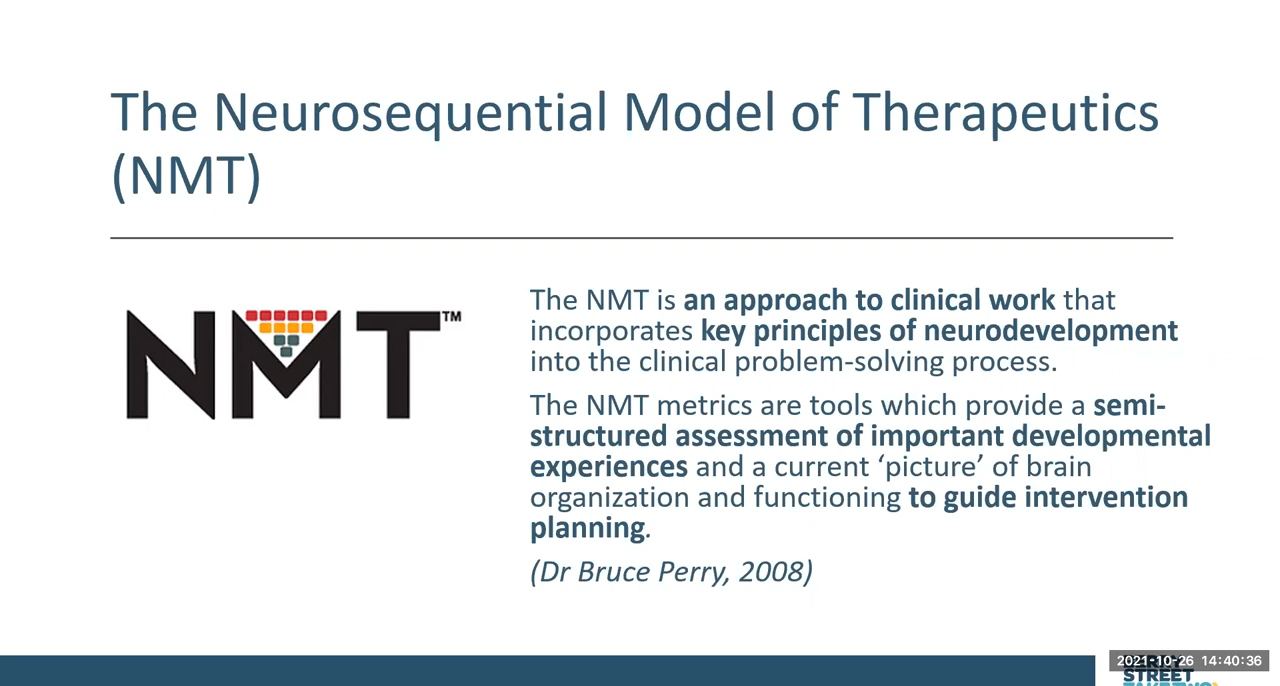 The Neurosequential Model of Therapeutics
(NMT)
NMT™
The NMT is an approach to clinical work that
incorporates key principles of neurodevelopment
into the clinical problem-solving process.
The NMT metrics are tools which provide a semi-
structured assessment of important developmental
experiences and a current ‘picture’ of brain
organization and functioning to guide intervention
planning.
(Dr Bruce Perry, 2008)
2021-10-26 14:40:36
STREET